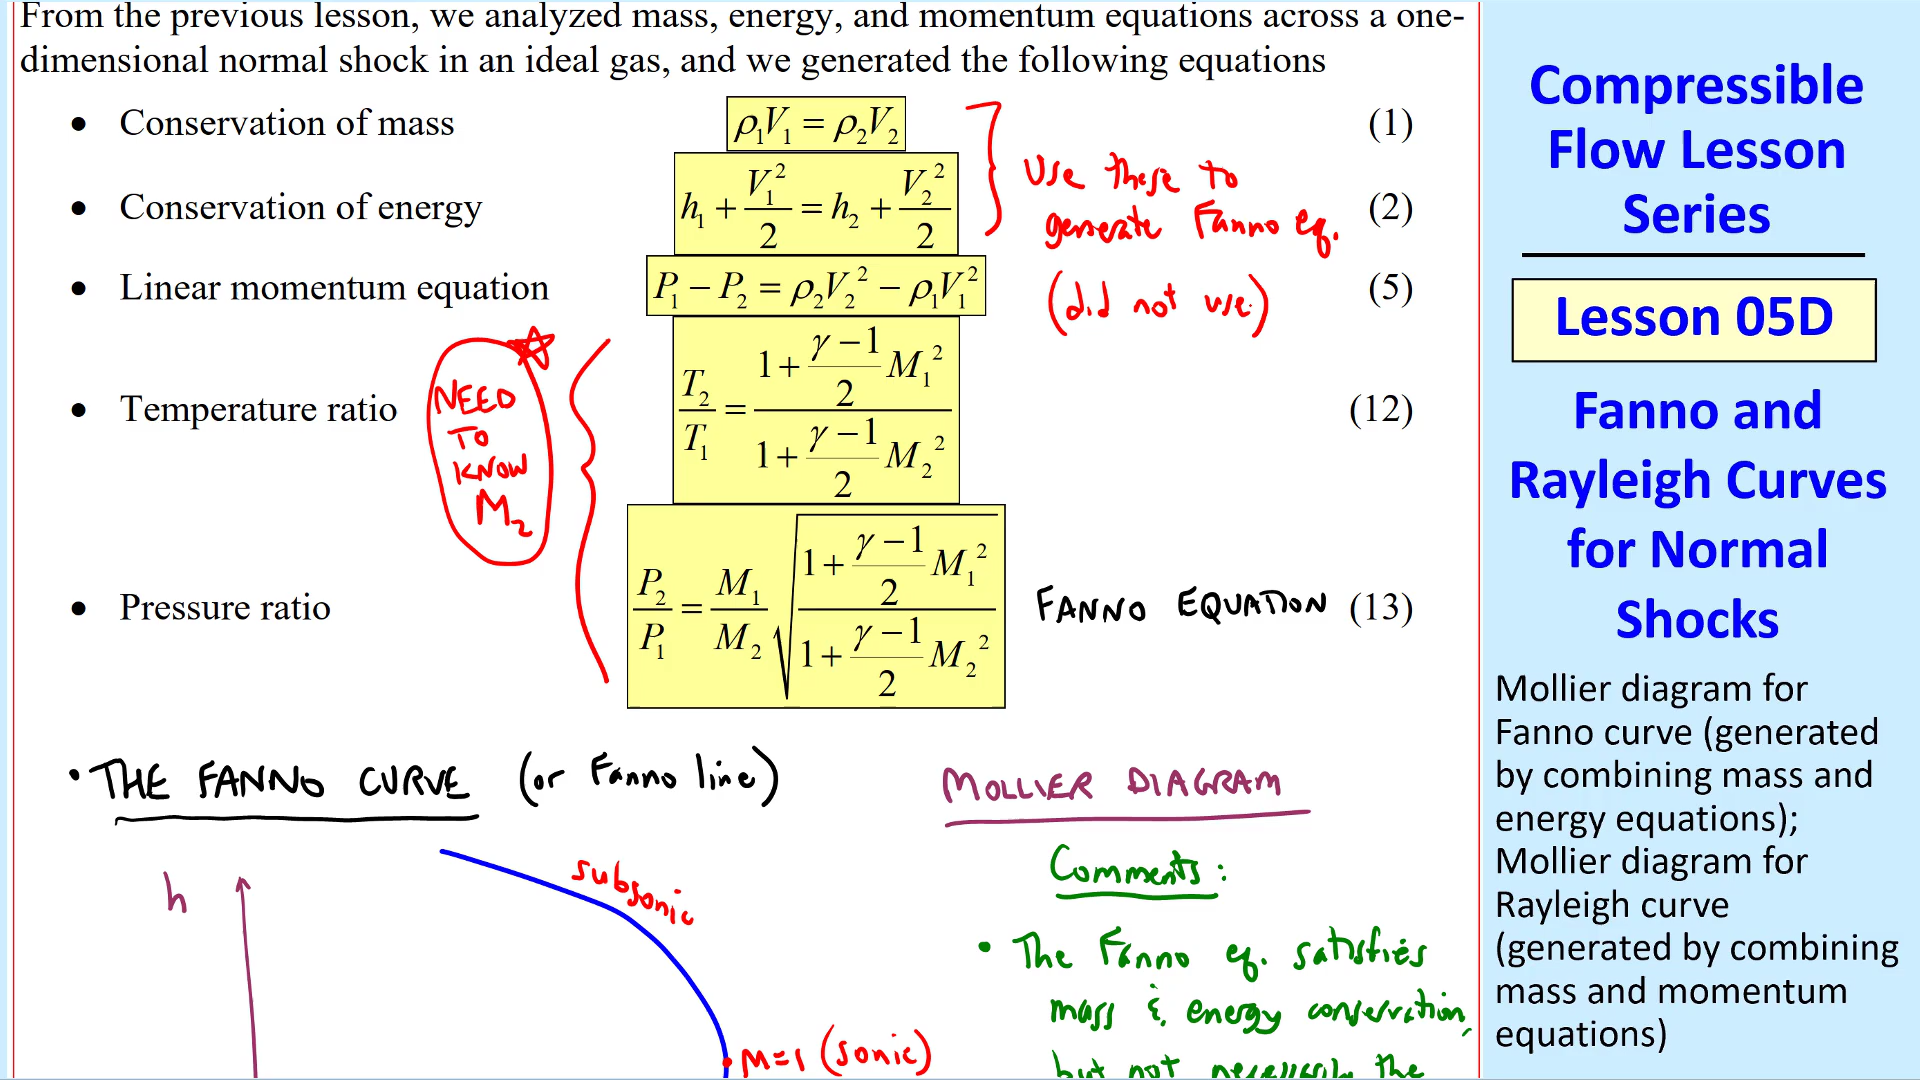 From the previous lesson, we analyzed mass, energy, and momentum equations across a one-
dimensional normal shock in an ideal gas, and we generated the following equations
• Conservation of mass ρ₁V₁ = ρ₂V₂ (1)
• Conservation of energy h₁ + V₁²/2 = h₂ + V₂²/2 (2)
Use these to
generate Fanno eq.
• Linear momentum equation P₁ − P₂ = ρ₂V₂² − ρ₁V₁² (5)
(did not use)
• Temperature ratio T₂/T₁ = (1 + (γ−1)/2 M₁²)/(1 + (γ−1)/2 M₂²) (12)
NEED
TO
KNOW
M₂
• Pressure ratio P₂/P₁ = M₁/M₂ √((1 + (γ−1)/2 M₁²)/(1 + (γ−1)/2 M₂²)) FANNO EQUATION (13)
• THE FANNO CURVE (or Fanno line)
h
subsonic
M=1 (sonic)
MOLLIER DIAGRAM
Comments:
• The Fanno eq. satisfies
mass & energy conservation,
but not necessarily the
Compressible
Flow Lesson
Series
Lesson 05D
Fanno and
Rayleigh Curves
for Normal
Shocks
Mollier diagram for
Fanno curve (generated
by combining mass and
energy equations);
Mollier diagram for
Rayleigh curve
(generated by combining
mass and momentum
equations)